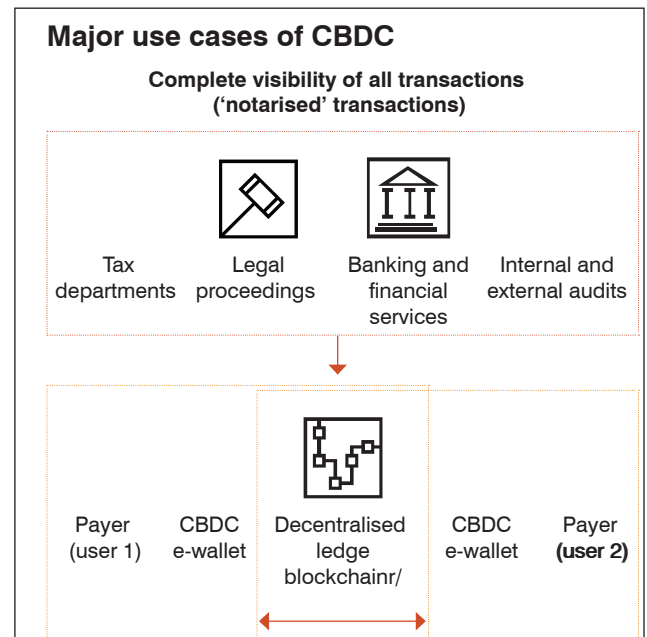 Major use cases of CBDC
Complete visibility of all transactions
(‘notarised’ transactions)
Tax
departments
Legal
proceedings
Banking and
financial
services
Internal and
external audits
Payer
(user 1)
CBDC
e-wallet
Decentralised
ledge
blockchainr/
CBDC
e-wallet
Payer
(user 2)